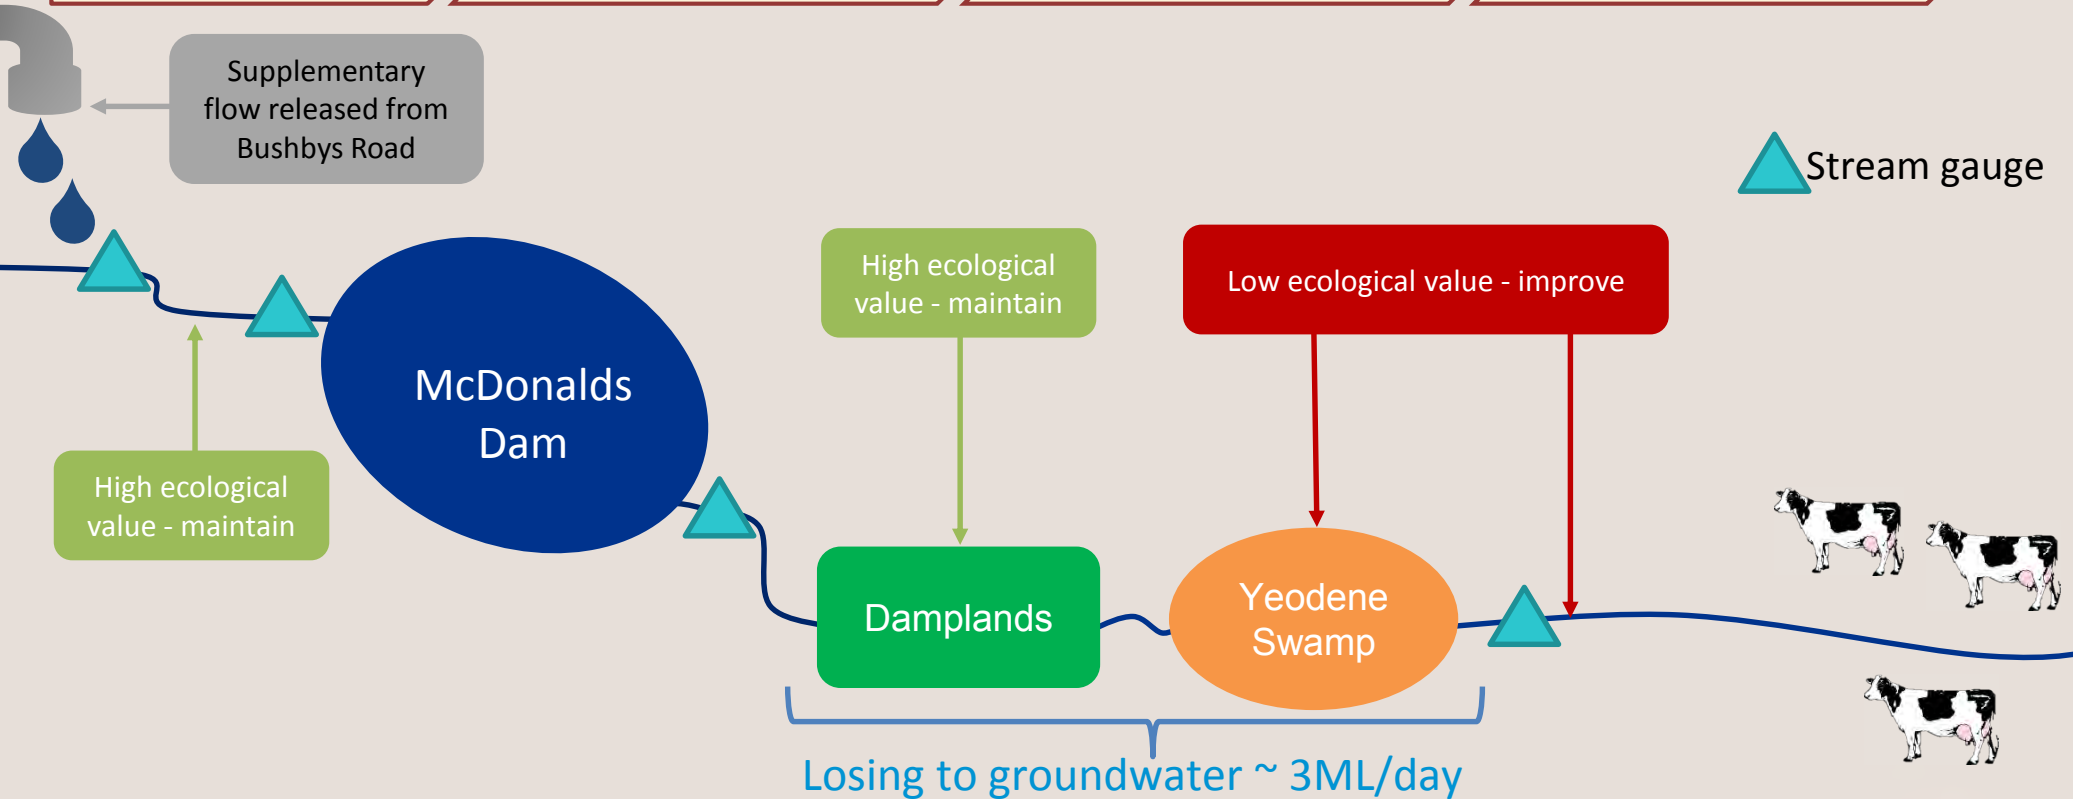 Supplementary
flow released from
Bushbys Road
Stream gauge
High ecological
value - maintain
Low ecological value - improve
McDonalds
Dam
High ecological
value - maintain
Damplands
Yeodene
Swamp
Losing to groundwater ~ 3ML/day